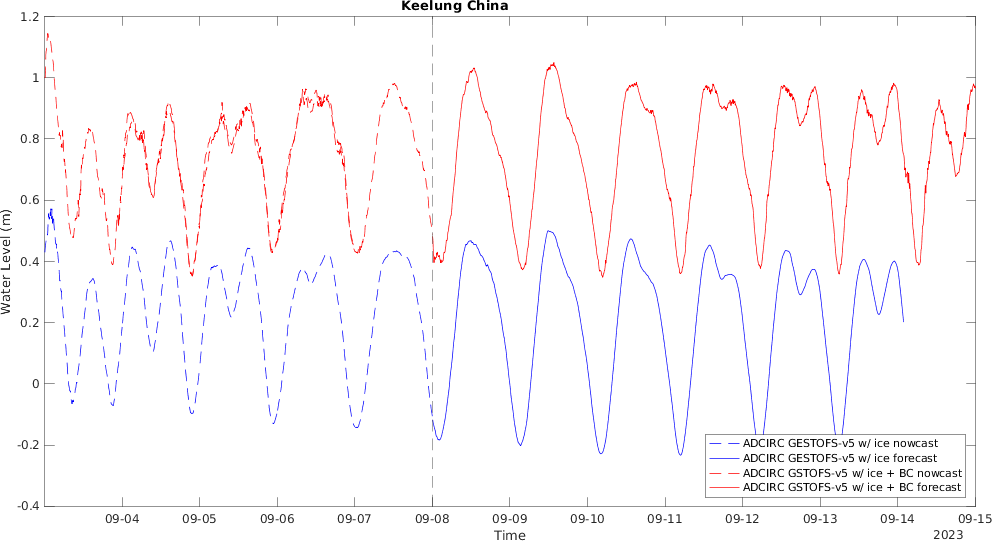 Keelung China
Water Level (m)
1.2
1
0.8
0.6
0.4
0.2
0
-0.2
-0.4
ADCIRC GESTOFS-v5 w/ ice nowcast
ADCIRC GESTOFS-v5 w/ ice forecast
ADCIRC GSTOFS-v5 w/ ice + BC nowcast
ADCIRC GSTOFS-v5 w/ ice + BC forecast
09-04 09-05 09-06 09-07 09-08 09-09 09-10 09-11 09-12 09-13 09-14 09-15
Time
2023